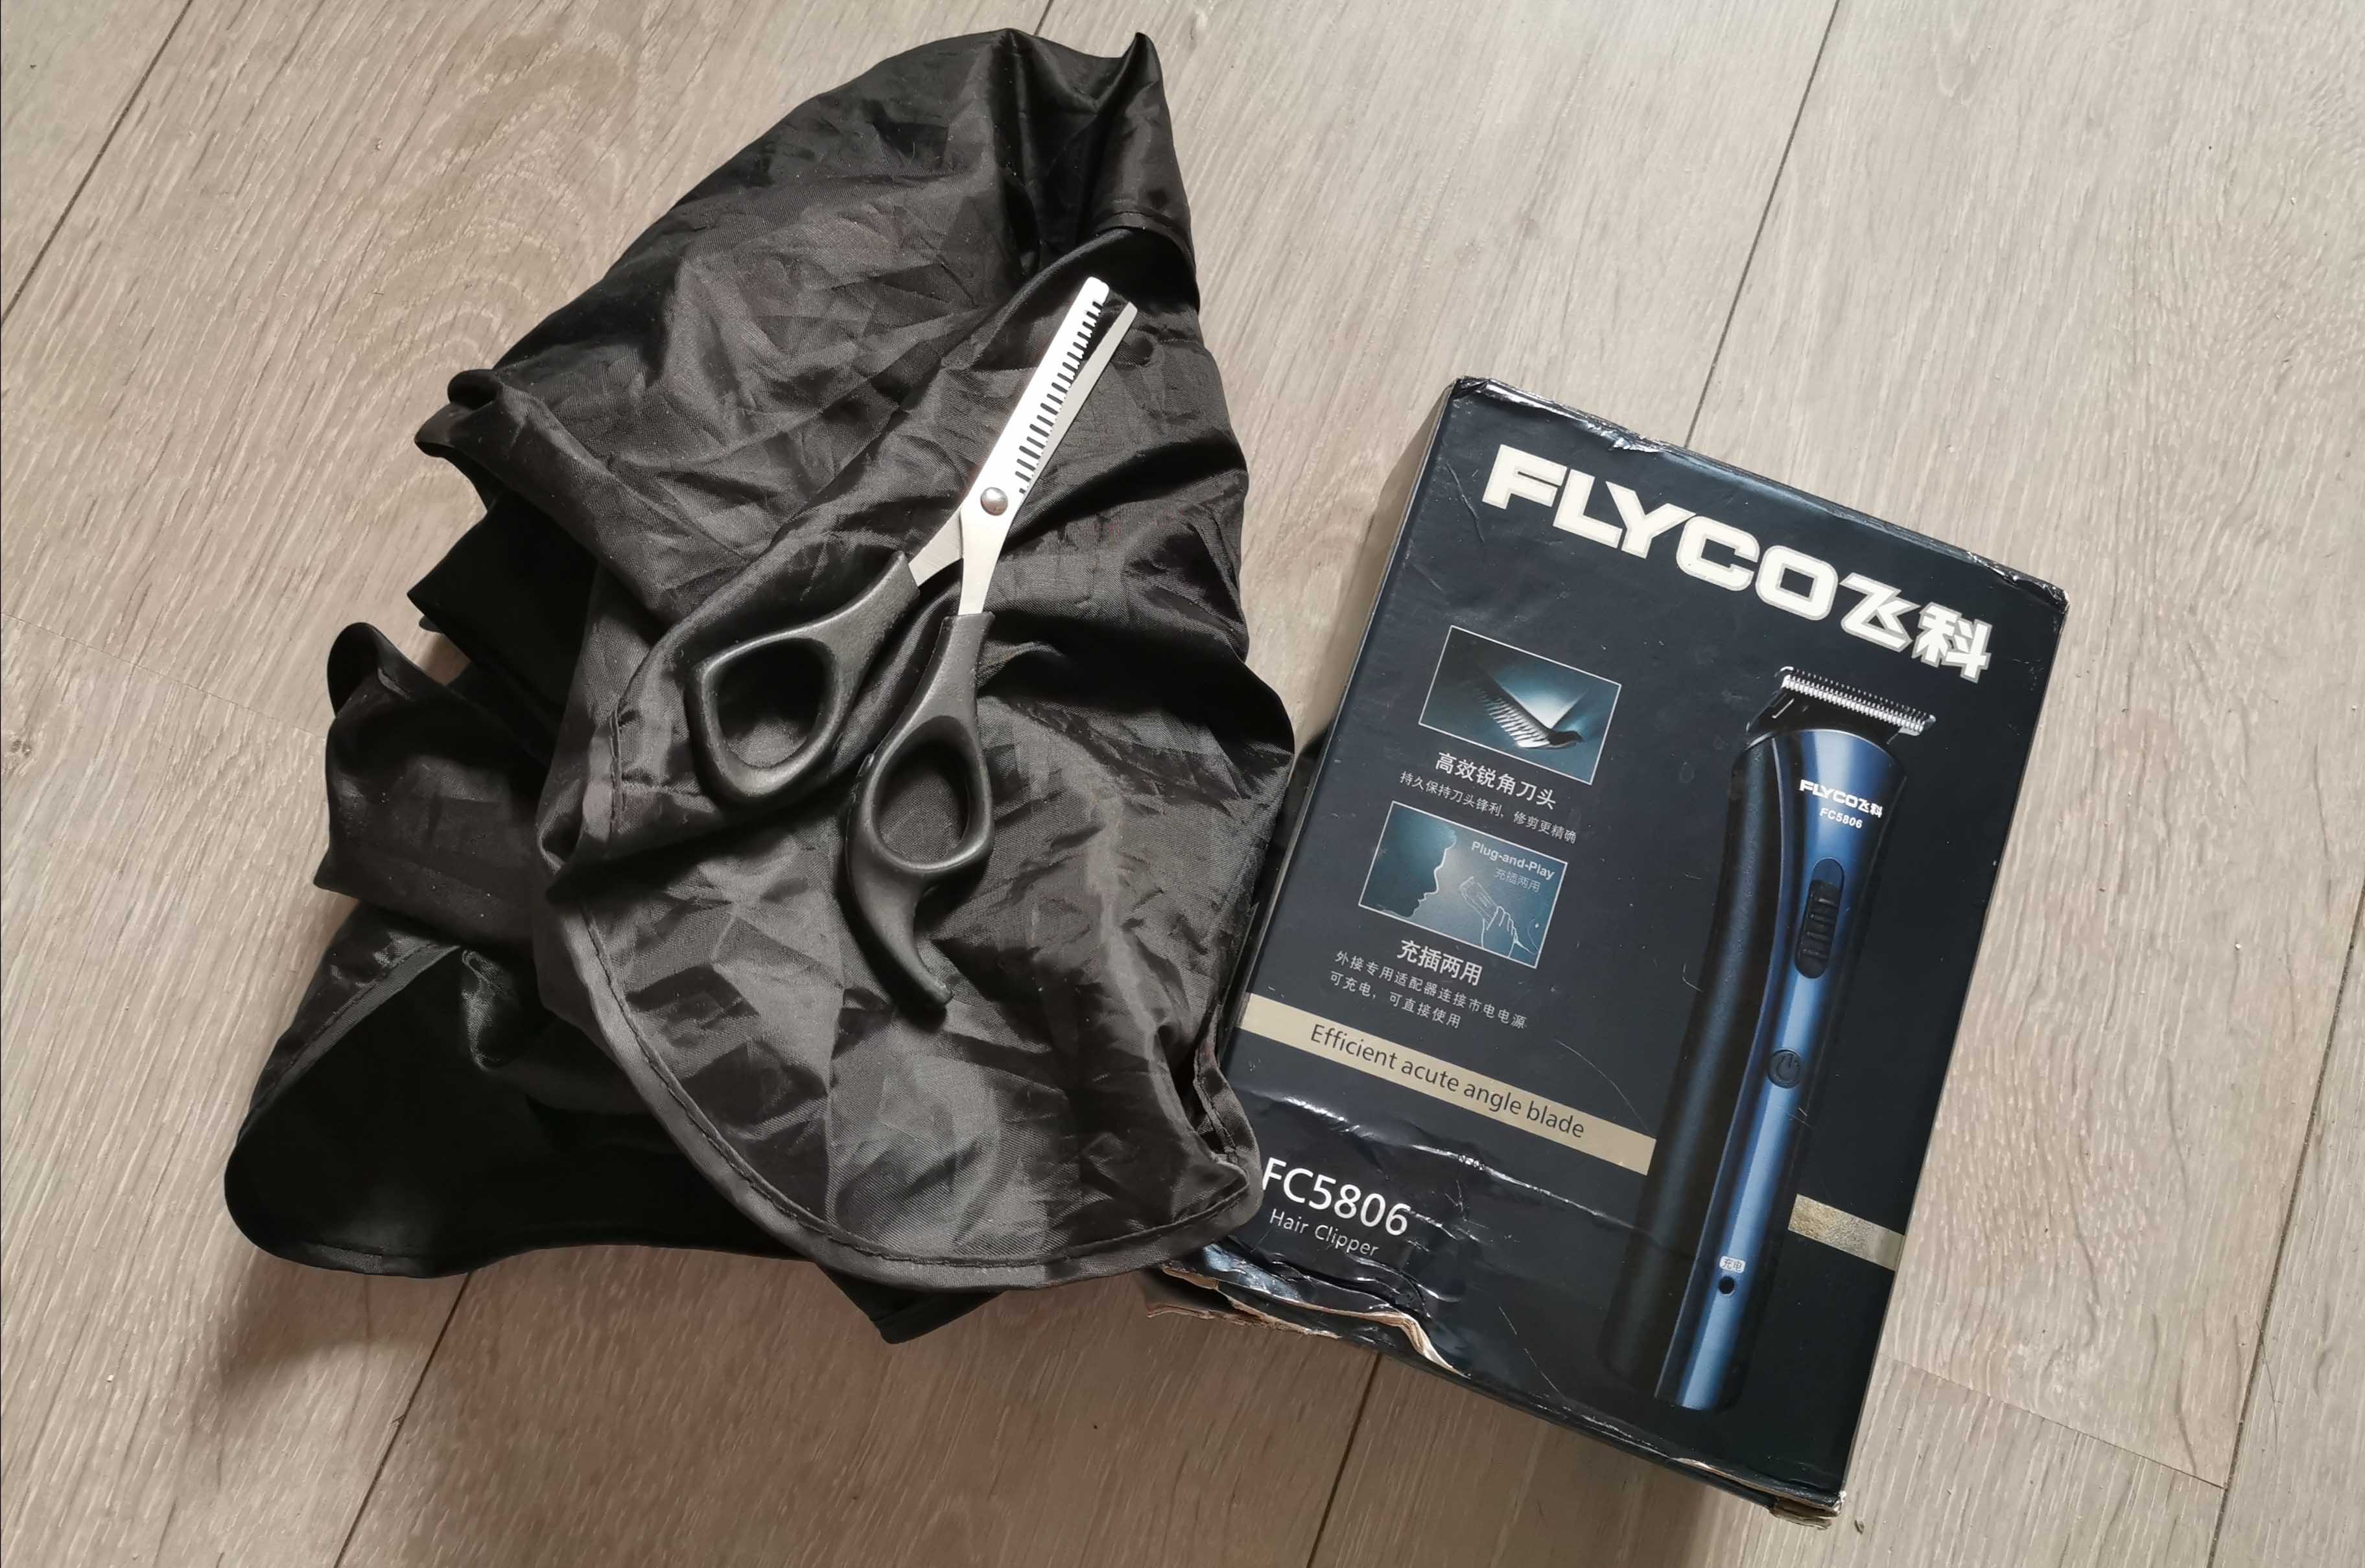 FLYCO飞科
高效锐角刀头
持久保持刀头锋利，修剪更精确
Plug-and-Play
充插两用
充插两用
外接专用适配器连接市电电源
可充电，可直接使用
Efficient acute angle blade
FC5806
Hair Clipper
FLYCO飞科
FC5806
充电